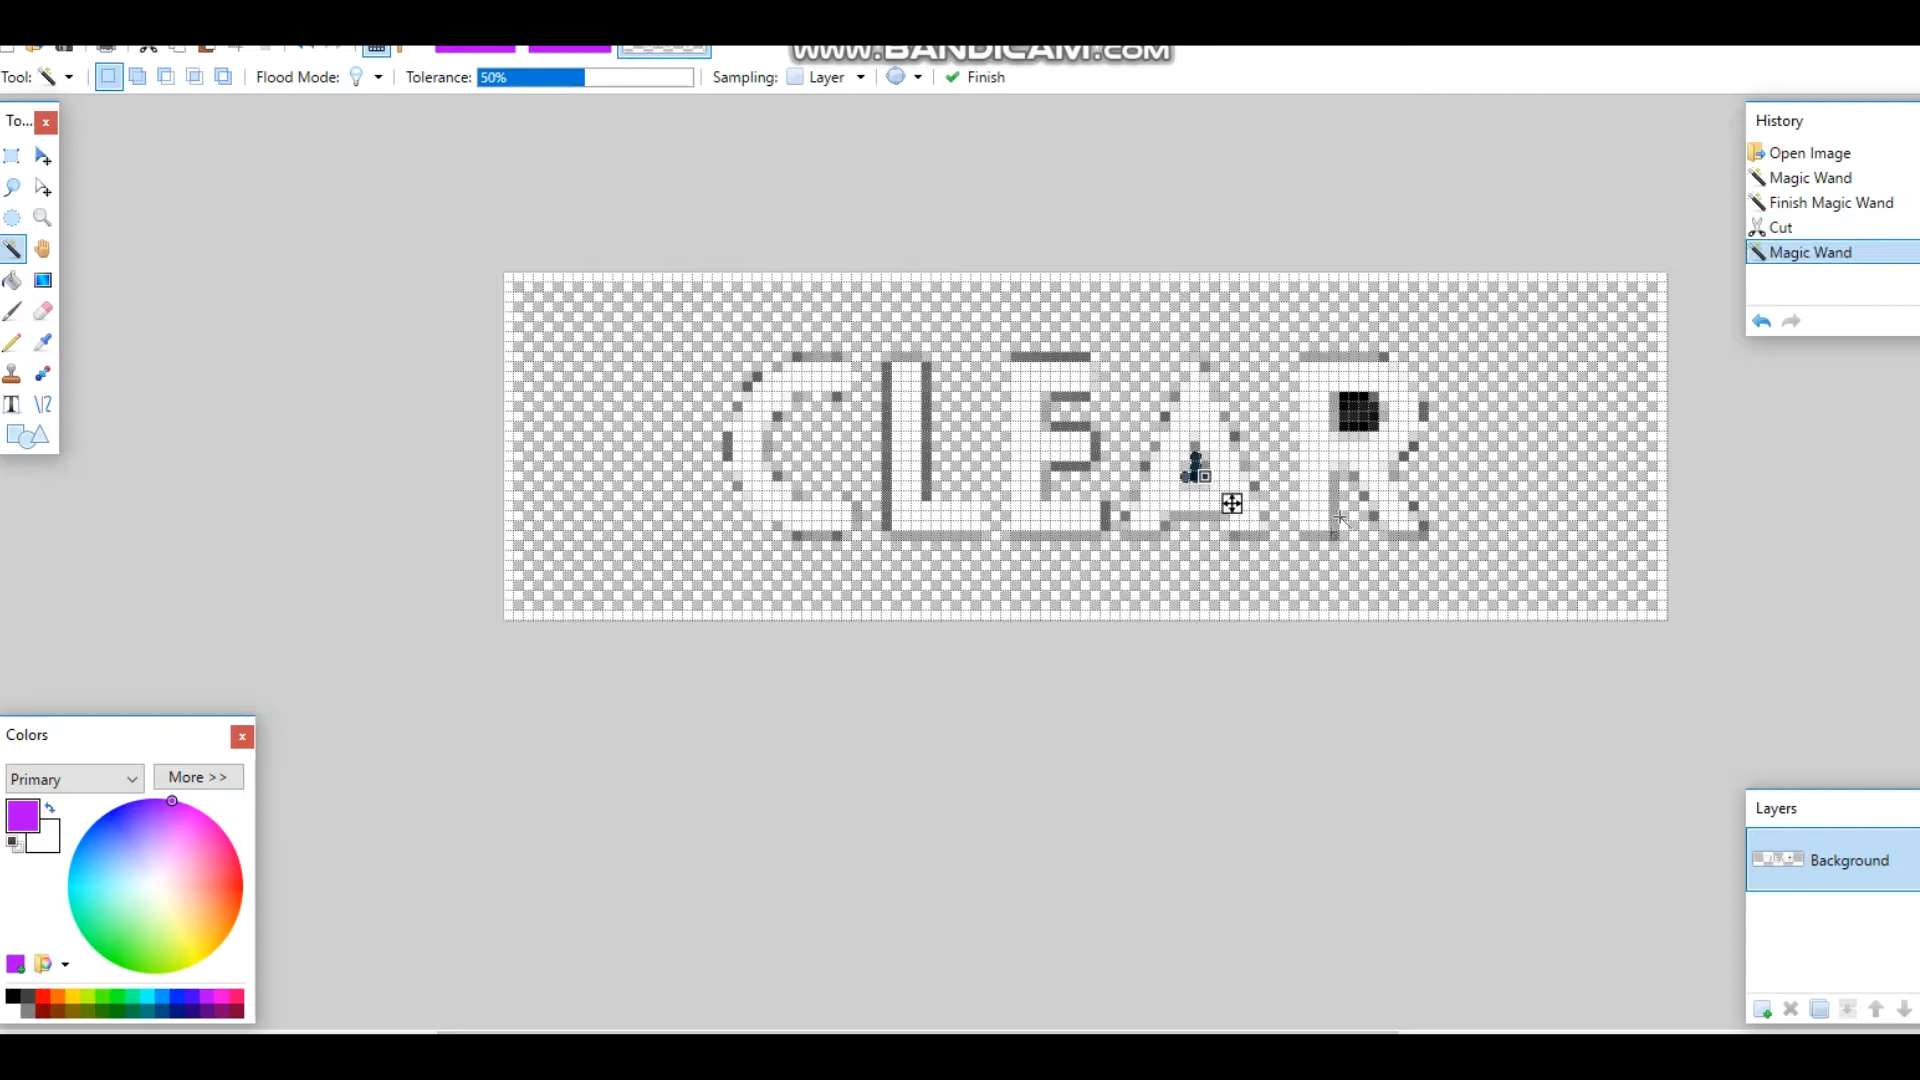 www.BANDICAM.com
Tool:
Flood Mode:
Tolerance: 50%
Sampling: Layer
Finish
To...
History
Open Image
Magic Wand
Finish Magic Wand
Cut
Magic Wand
CLEAR
Colors
Primary
More >>
Layers
Background